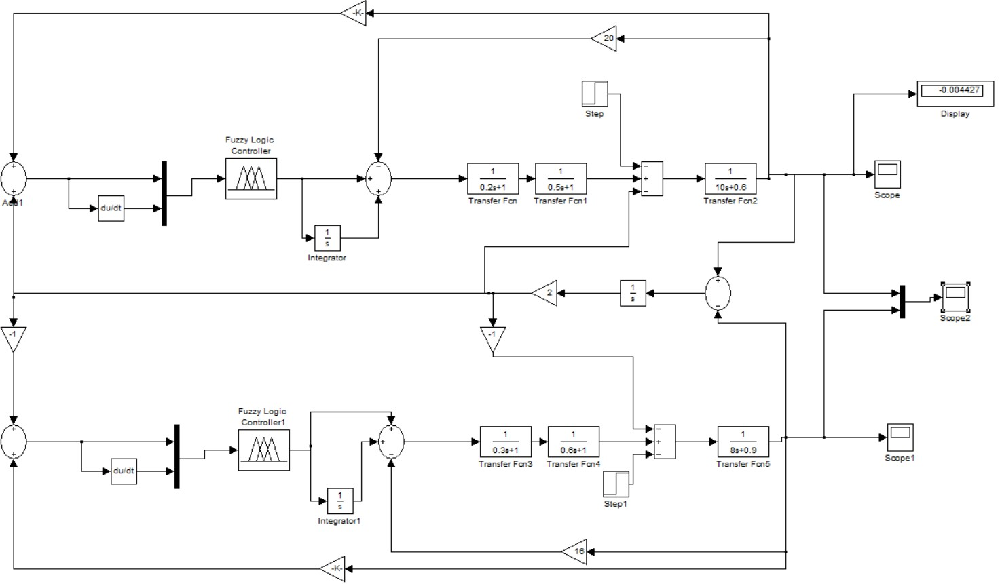 -K-
20
Step
-0.004427
Display
Fuzzy Logic
Controller
+
+
Add1
du/dt
−
+
+
1
s
Integrator
1
0.2s+1
Transfer Fcn
1
0.5s+1
Transfer Fcn1
−
+
−
1
10s+0.6
Transfer Fcn2
Scope
2
1
s
+
−
Scope2
-1
-1
+
+
du/dt
Fuzzy Logic
Controller1
+
+
−
1
s
Integrator1
1
0.3s+1
Transfer Fcn3
1
0.6s+1
Transfer Fcn4
−
+
−
Step1
1
8s+0.9
Transfer Fcn5
Scope1
16
-K-